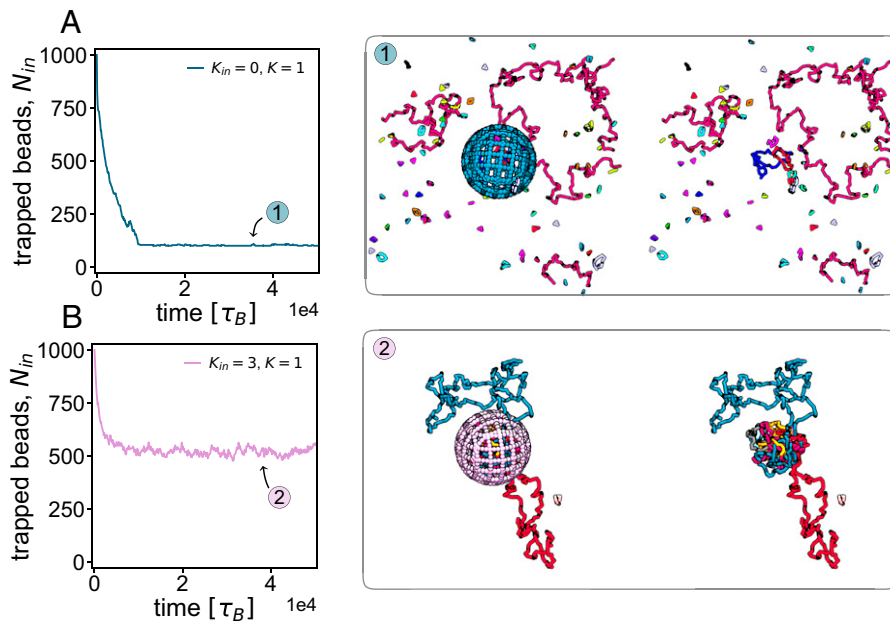 A
1000
750
500
250
0
trapped beads, N_in
K_in = 0, K = 1
1
0
2
4
1e4
time [τ_B]
1
B
1000
750
500
250
0
trapped beads, N_in
K_in = 3, K = 1
2
0
2
4
1e4
time [τ_B]
2